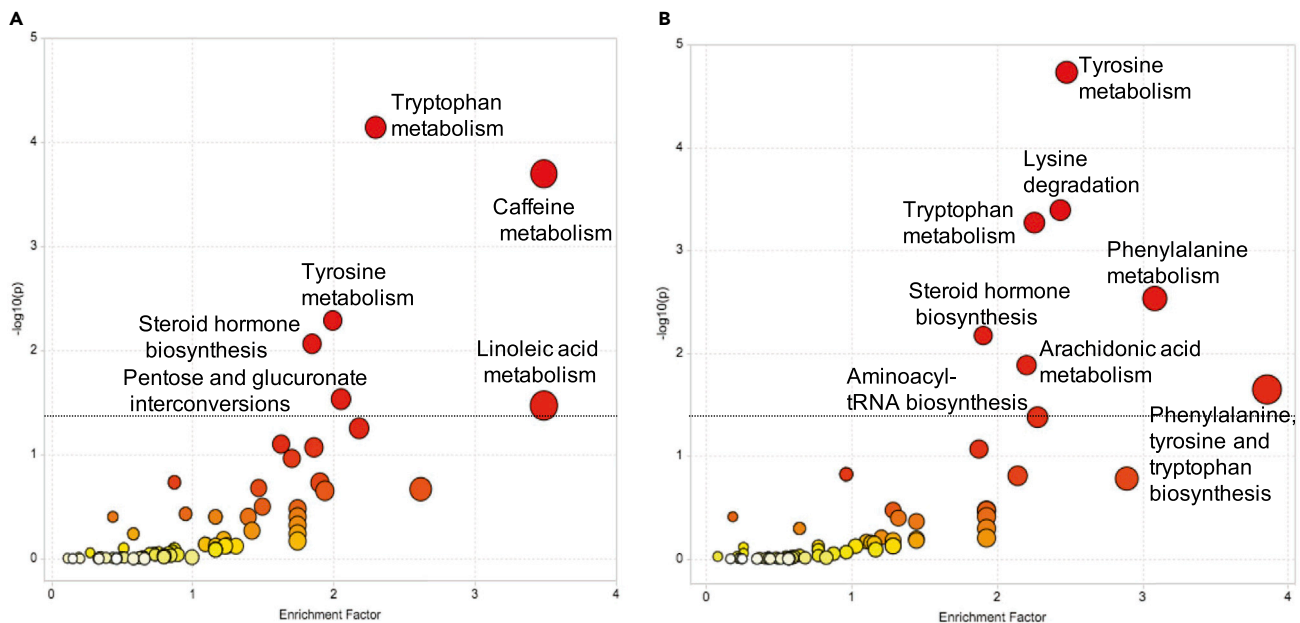 A
5
4
3
2
1
0
-log10(p)
0
1
2
3
4
Enrichment Factor
Tryptophan
metabolism
Caffeine
metabolism
Tyrosine
metabolism
Steroid hormone
biosynthesis
Linoleic acid
metabolism
Pentose and glucuronate
interconversions
B
5
4
3
2
1
0
-log10(p)
0
1
2
3
4
Enrichment Factor
Tyrosine
metabolism
Lysine
degradation
Tryptophan
metabolism
Phenylalanine
metabolism
Steroid hormone
biosynthesis
Arachidonic acid
metabolism
Aminoacyl-
tRNA biosynthesis
Phenylalanine,
tyrosine and
tryptophan
biosynthesis